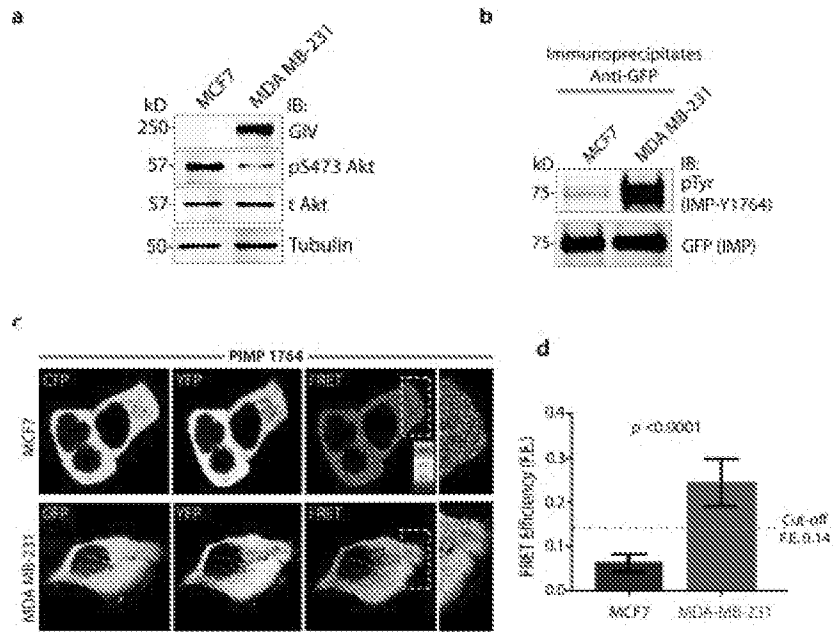 a
MCF7
MDA MB-231
kD
IB:
250
GIV
57
pS473 Akt
57
t Akt
50
Tubulin
b
Immunoprecipitates
Anti-GFP
MCF7
MDA MB-231
kD
IB:
75
pTyr
(IMP-Y1764)
75
GFP (IMP)
c
PIMP 1764
MCF7
CFP YFP FRET
MDA MB-231
CFP YFP FRET
d
FRET Efficiency (F.E.)
0.4
0.3
0.2
0.1
0.0
p <0.0001
Cut-off
F.E. 0.14
MCF7 MDA-MB-231